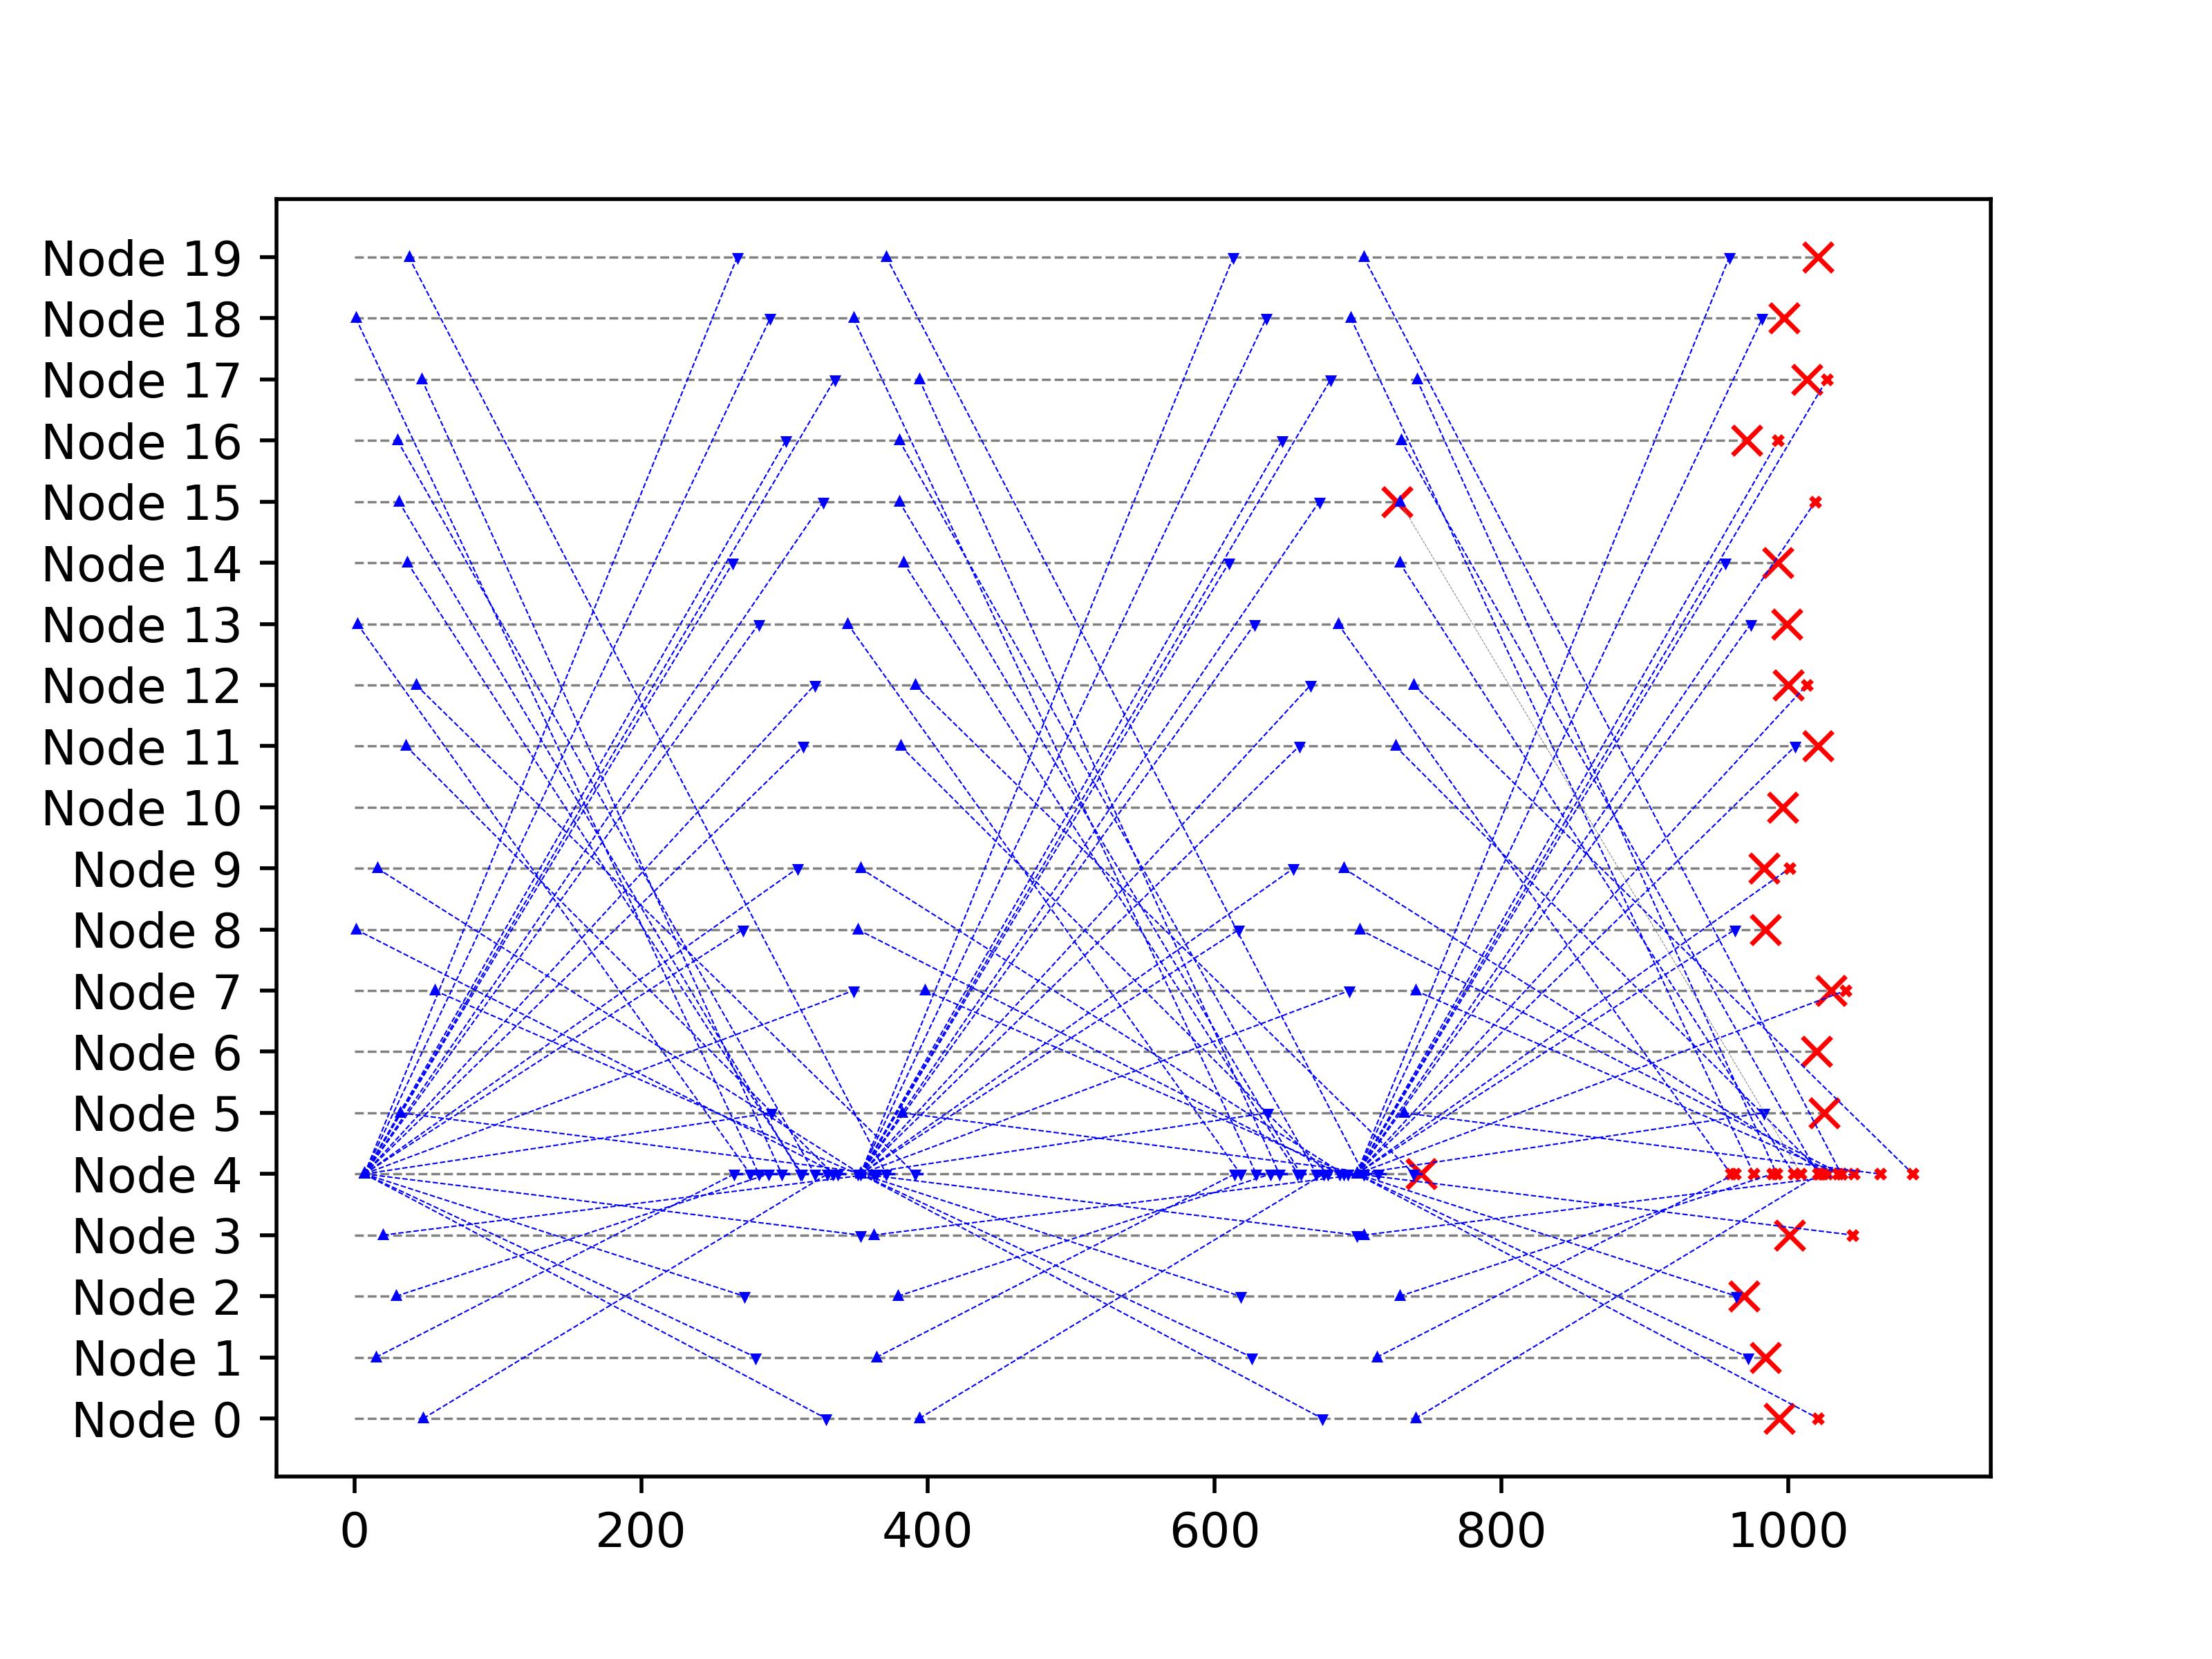 Node 19
Node 18
Node 17
Node 16
Node 15
Node 14
Node 13
Node 12
Node 11
Node 10
Node 9
Node 8
Node 7
Node 6
Node 5
Node 4
Node 3
Node 2
Node 1
Node 0
0 200 400 600 800 1000